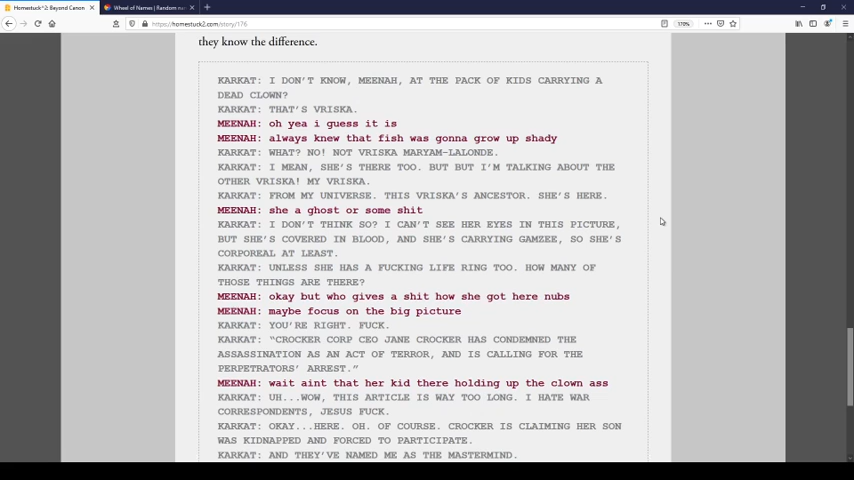 Homestuck^2: Beyond Canon
Wheel of Names | Random na
https://homestuck2.com/story/176
170%
they know the difference.
KARKAT: I DON'T KNOW, MEENAH, AT THE PACK OF KIDS CARRYING A
DEAD CLOWN?
KARKAT: THAT'S VRISKA.
MEENAH: oh yea i guess it is
MEENAH: always knew that fish was gonna grow up shady
KARKAT: WHAT? NO! NOT VRISKA MARYAM-LALONDE.
KARKAT: I MEAN, SHE'S THERE TOO. BUT BUT I'M TALKING ABOUT THE
OTHER VRISKA! MY VRISKA.
KARKAT: FROM MY UNIVERSE. THIS VRISKA'S ANCESTOR. SHE'S HERE.
MEENAH: she a ghost or some shit
KARKAT: I DON'T THINK SO? I CAN'T SEE HER EYES IN THIS PICTURE,
BUT SHE'S COVERED IN BLOOD, AND SHE'S CARRYING GAMZEE, SO SHE'S
CORPOREAL AT LEAST.
KARKAT: UNLESS SHE HAS A FUCKING LIFE RING TOO. HOW MANY OF
THOSE THINGS ARE THERE?
MEENAH: okay but who gives a shit how she got here nubs
MEENAH: maybe focus on the big picture
KARKAT: YOU'RE RIGHT. FUCK.
KARKAT: "CROCKER CORP CEO JANE CROCKER HAS CONDEMNED THE
ASSASSINATION AS AN ACT OF TERROR, AND IS CALLING FOR THE
PERPETRATORS' ARREST."
MEENAH: wait aint that her kid there holding up the clown ass
KARKAT: UH...WOW, THIS ARTICLE IS WAY TOO LONG. I HATE WAR
CORRESPONDENTS, JESUS FUCK.
KARKAT: OKAY...HERE. OH. OF COURSE. CROCKER IS CLAIMING HER SON
WAS KIDNAPPED AND FORCED TO PARTICIPATE.
KARKAT: AND THEY'VE NAMED ME AS THE MASTERMIND.